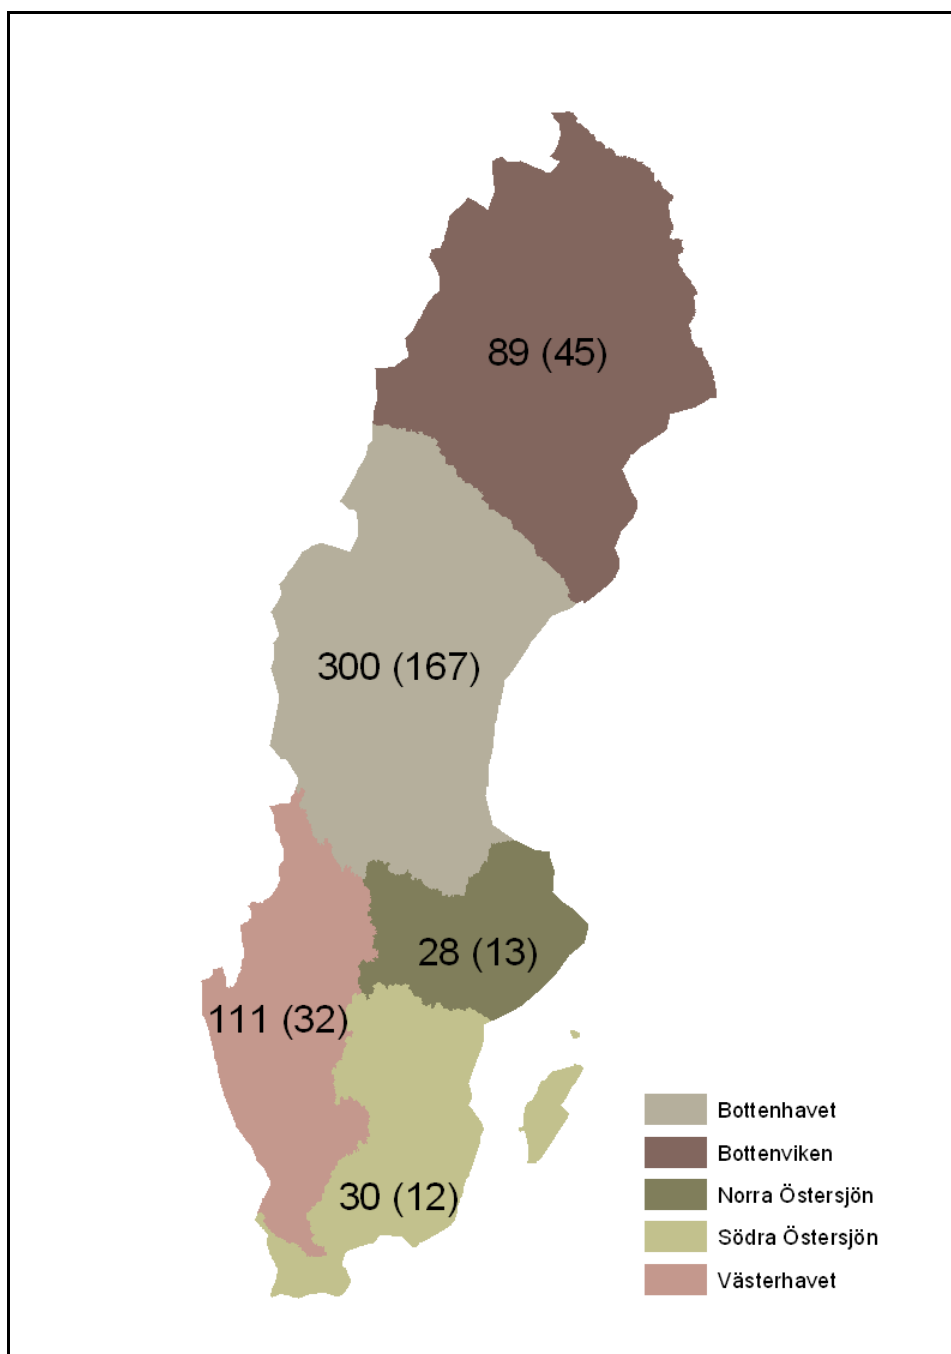 89 (45)
300 (167)
28 (13)
111 (32)
30 (12)
Bottenhavet
Bottenviken
Norra Östersjön
Södra Östersjön
Västerhavet